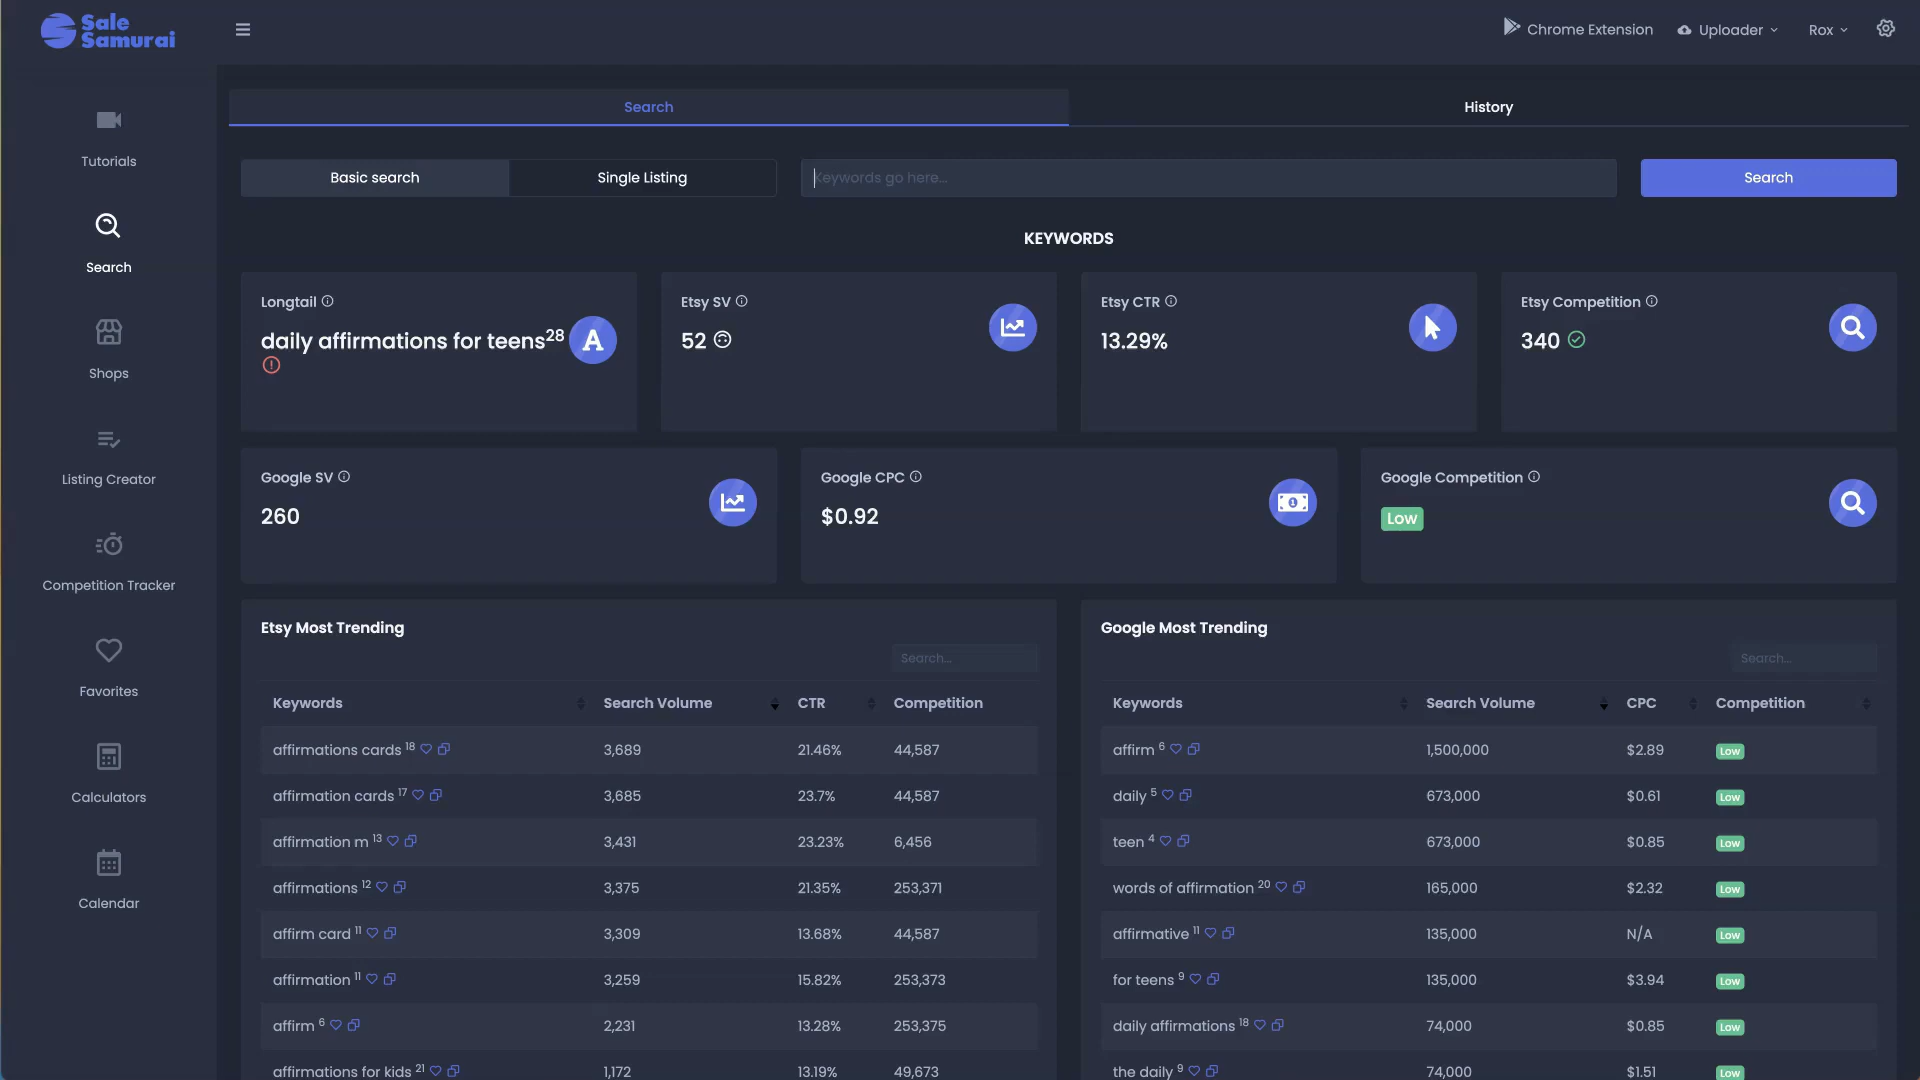 Sale Samurai
Chrome Extension
Uploader
Rox
Tutorials
Search
Shops
Listing Creator
Competition Tracker
Favorites
Calculators
Calendar
Search
History
Basic search
Single Listing
Keywords go here...
Search
KEYWORDS
Longtail
daily affirmations for teens28
Etsy SV
52
Etsy CTR
13.29%
Etsy Competition
340
Google SV
260
Google CPC
$0.92
Google Competition
Low
Etsy Most Trending
Search...
Keywords Search Volume CTR Competition
affirmations cards 18 3,689 21.46% 44,587
affirmation cards 17 3,685 23.7% 44,587
affirmation m 13 3,431 23.23% 6,456
affirmations 12 3,375 21.35% 253,371
affirm card 11 3,309 13.68% 44,587
affirmation 11 3,259 15.82% 253,373
affirm 6 2,231 13.28% 253,375
affirmations for kids 21 1,172 13.19% 49,673
Google Most Trending
Search...
Keywords Search Volume CPC Competition
affirm 6 1,500,000 $2.89 Low
daily 5 673,000 $0.61 Low
teen 4 673,000 $0.85 Low
words of affirmation 20 165,000 $2.32 Low
affirmative 11 135,000 N/A Low
for teens 9 135,000 $3.94 Low
daily affirmations 18 74,000 $0.85 Low
the daily 9 74,000 $1.51 Low